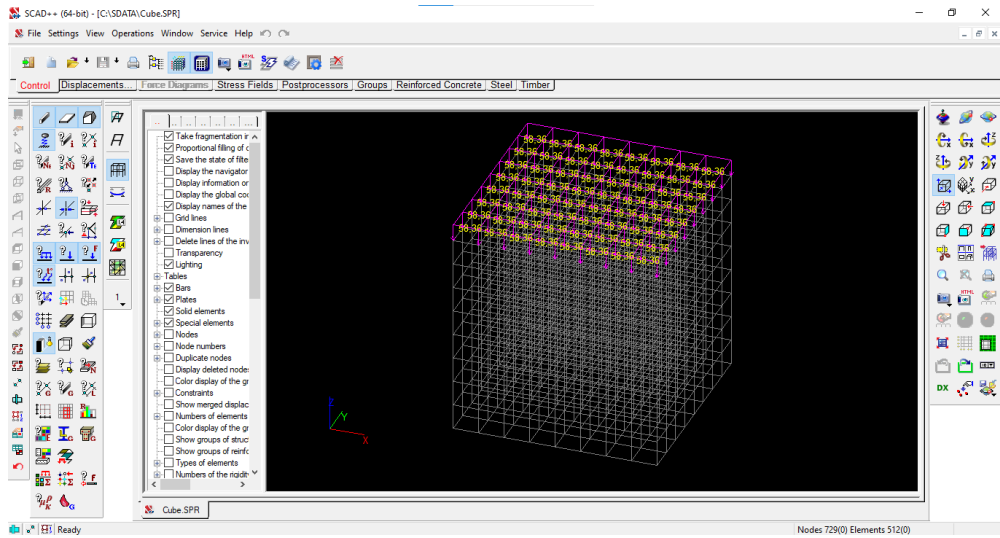 SCAD++ (64-bit) - [C:\SDATA\Cube.SPR]
File Settings View Operations Window Service Help
Control Displacements... Force Diagrams Stress Fields Postprocessors Groups Reinforced Concrete Steel Timber
Take fragmentation ir
Proportional filling of c
Save the state of filte
Display the navigator
Display information or
Display the global coc
Display names of the
Grid lines
Dimension lines
Delete lines of the inv
Transparency
Lighting
Tables
Bars
Plates
Solid elements
Special elements
Nodes
Node numbers
Duplicate nodes
Display deleted node
Color display of the gr
Constraints
Show merged displac
Numbers of elements
Color display of the gr
Show groups of struc
Show groups of reinfc
Types of elements
Numbers of the rigidit
58.36
Z
Y
X
Cube.SPR
Ready
Nodes 729(0) Elements 512(0)